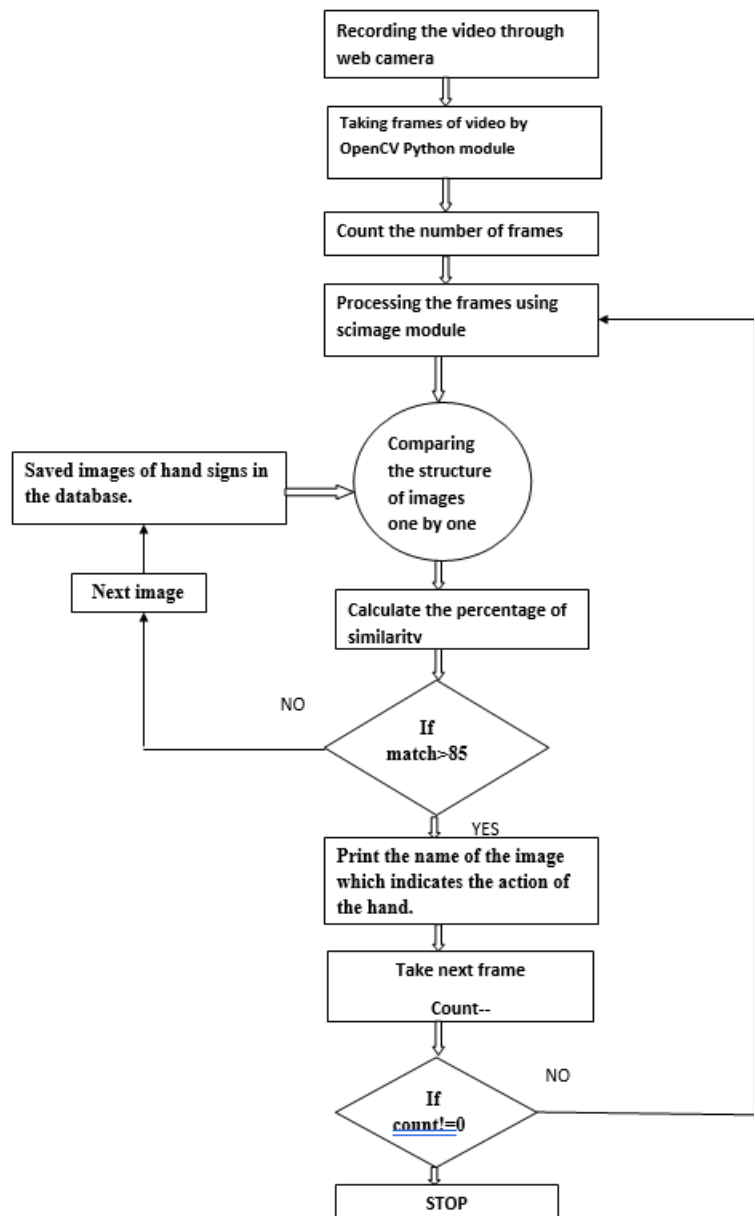 Recording the video through
web camera
Taking frames of video by
OpenCV Python module
Count the number of frames
Processing the frames using
scimage module
Comparing
the structure
of images
one by one
Saved images of hand signs in
the database.
Next image
Calculate the percentage of
similarity
NO
If
match>85
YES
Print the name of the image
which indicates the action of
the hand.
Take next frame
Count--
NO
If
count!=0
STOP